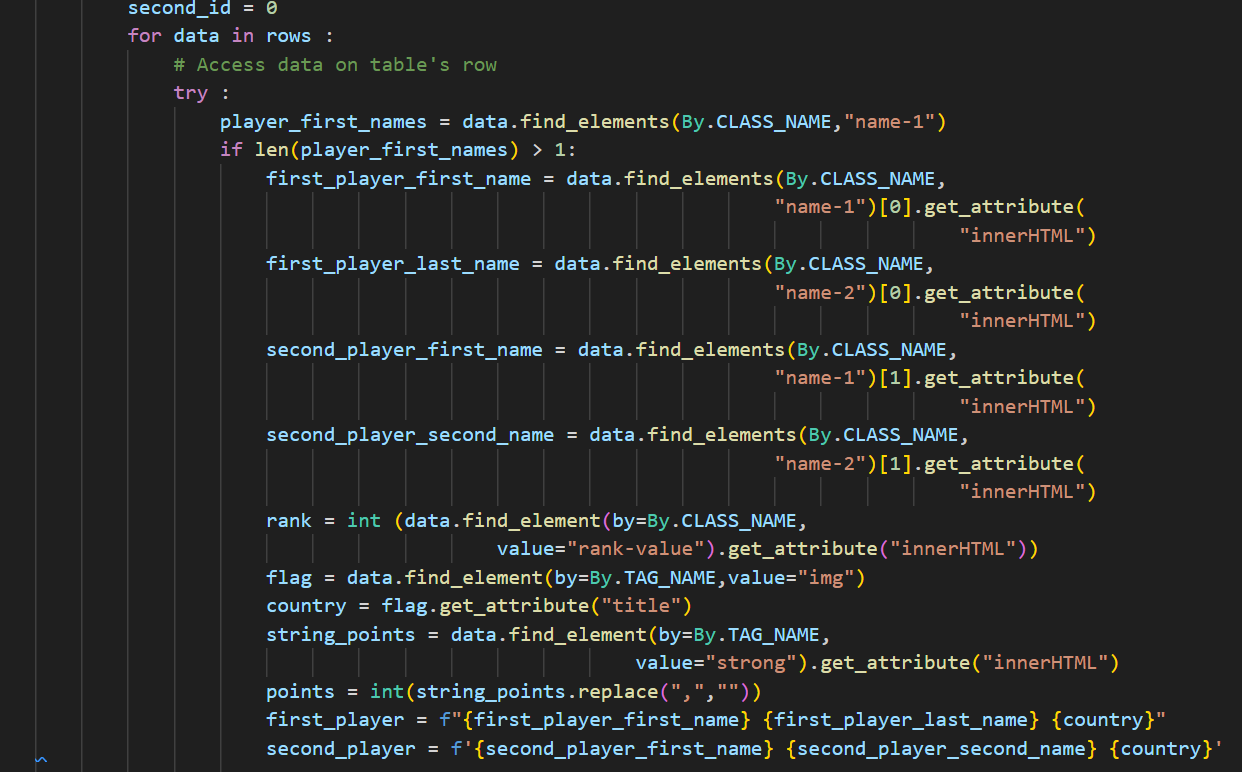 second_id = 0
for data in rows :
# Access data on table's row
try :
player_first_names = data.find_elements(By.CLASS_NAME,"name-1")
if len(player_first_names) > 1:
first_player_first_name = data.find_elements(By.CLASS_NAME,
"name-1")[0].get_attribute(
"innerHTML")
first_player_last_name = data.find_elements(By.CLASS_NAME,
"name-2")[0].get_attribute(
"innerHTML")
second_player_first_name = data.find_elements(By.CLASS_NAME,
"name-1")[1].get_attribute(
"innerHTML")
second_player_second_name = data.find_elements(By.CLASS_NAME,
"name-2")[1].get_attribute(
"innerHTML")
rank = int (data.find_element(by=By.CLASS_NAME,
value="rank-value").get_attribute("innerHTML"))
flag = data.find_element(by=By.TAG_NAME,value="img")
country = flag.get_attribute("title")
string_points = data.find_element(by=By.TAG_NAME,
value="strong").get_attribute("innerHTML")
points = int(string_points.replace(",",""))
first_player = f"{first_player_first_name} {first_player_last_name} {country}"
second_player = f'{second_player_first_name} {second_player_second_name} {country}'